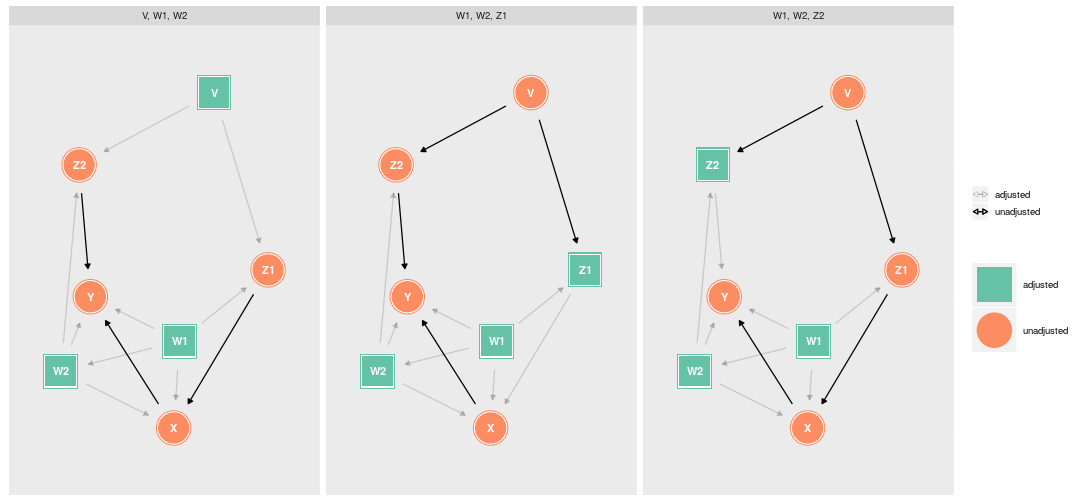 V, W1, W2
W1, W2, Z1
W1, W2, Z2
V
Z2
Z1
Y
W1
W2
X
V
Z2
Z1
Y
W1
W2
X
V
Z2
Z1
Y
W1
W2
X
adjusted
unadjusted
adjusted
unadjusted